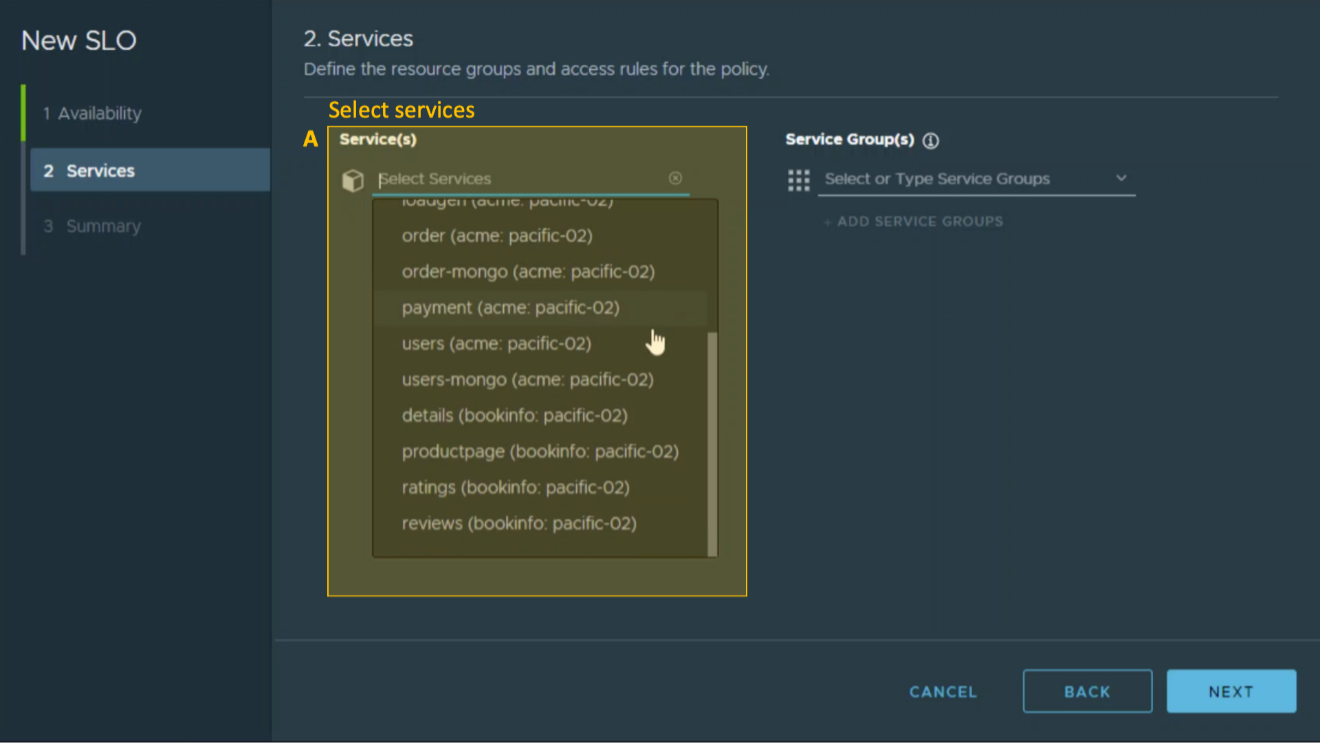 New SLO
1 Availability
2 Services
3 Summary
2. Services
Define the resource groups and access rules for the policy.
Select services
A
Service(s)
Select Services
loadgen (acme: pacific-02)
order (acme: pacific-02)
order-mongo (acme: pacific-02)
payment (acme: pacific-02)
users (acme: pacific-02)
users-mongo (acme: pacific-02)
details (bookinfo: pacific-02)
productpage (bookinfo: pacific-02)
ratings (bookinfo: pacific-02)
reviews (bookinfo: pacific-02)
Service Group(s)
Select or Type Service Groups
+ ADD SERVICE GROUPS
CANCEL
BACK
NEXT